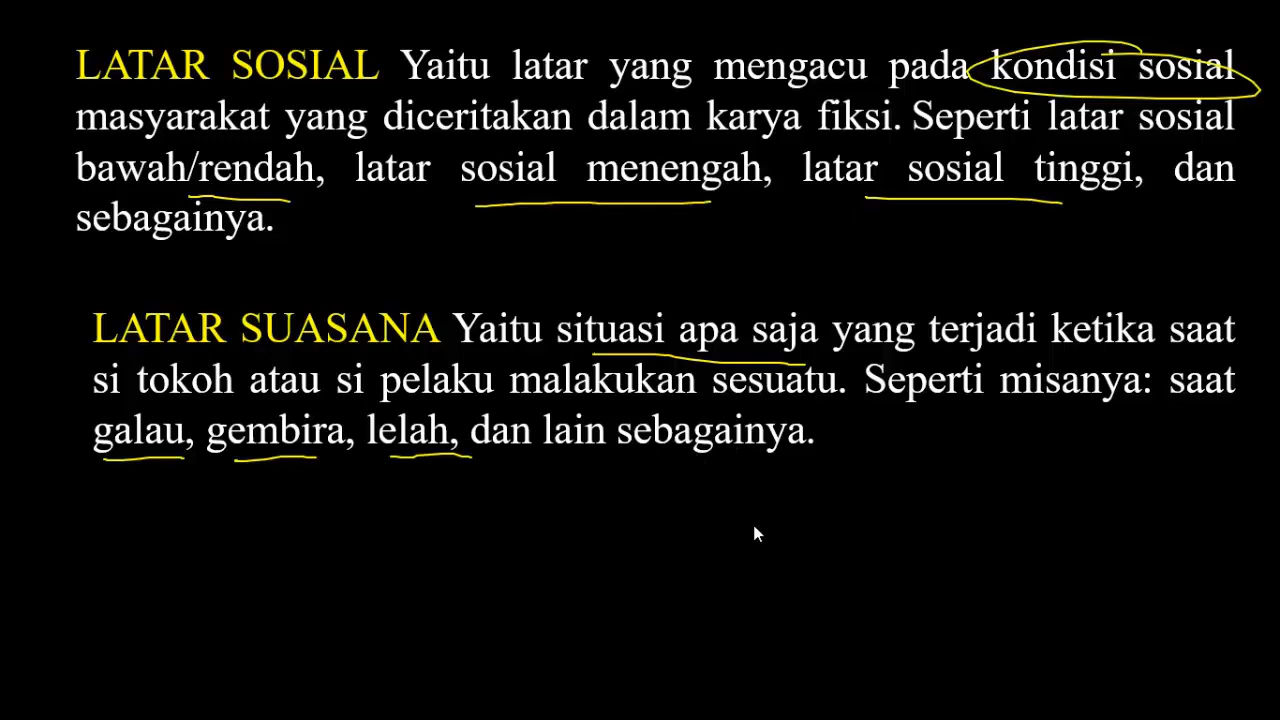 LATAR SOSIAL Yaitu latar yang mengacu pada kondisi sosial
masyarakat yang diceritakan dalam karya fiksi. Seperti latar sosial
bawah/rendah, latar sosial menengah, latar sosial tinggi, dan
sebagainya.
LATAR SUASANA Yaitu situasi apa saja yang terjadi ketika saat
si tokoh atau si pelaku malakukan sesuatu. Seperti misanya: saat
galau, gembira, lelah, dan lain sebagainya.